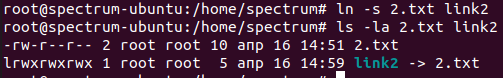 root@spectrum-ubuntu:/home/spectrum# ln -s 2.txt link2
root@spectrum-ubuntu:/home/spectrum# ls -la 2.txt link2
-rw-r--r-- 2 root root 10 апр 16 14:51 2.txt
lrwxrwxrwx 1 root root  5 апр 16 14:59 link2 -> 2.txt